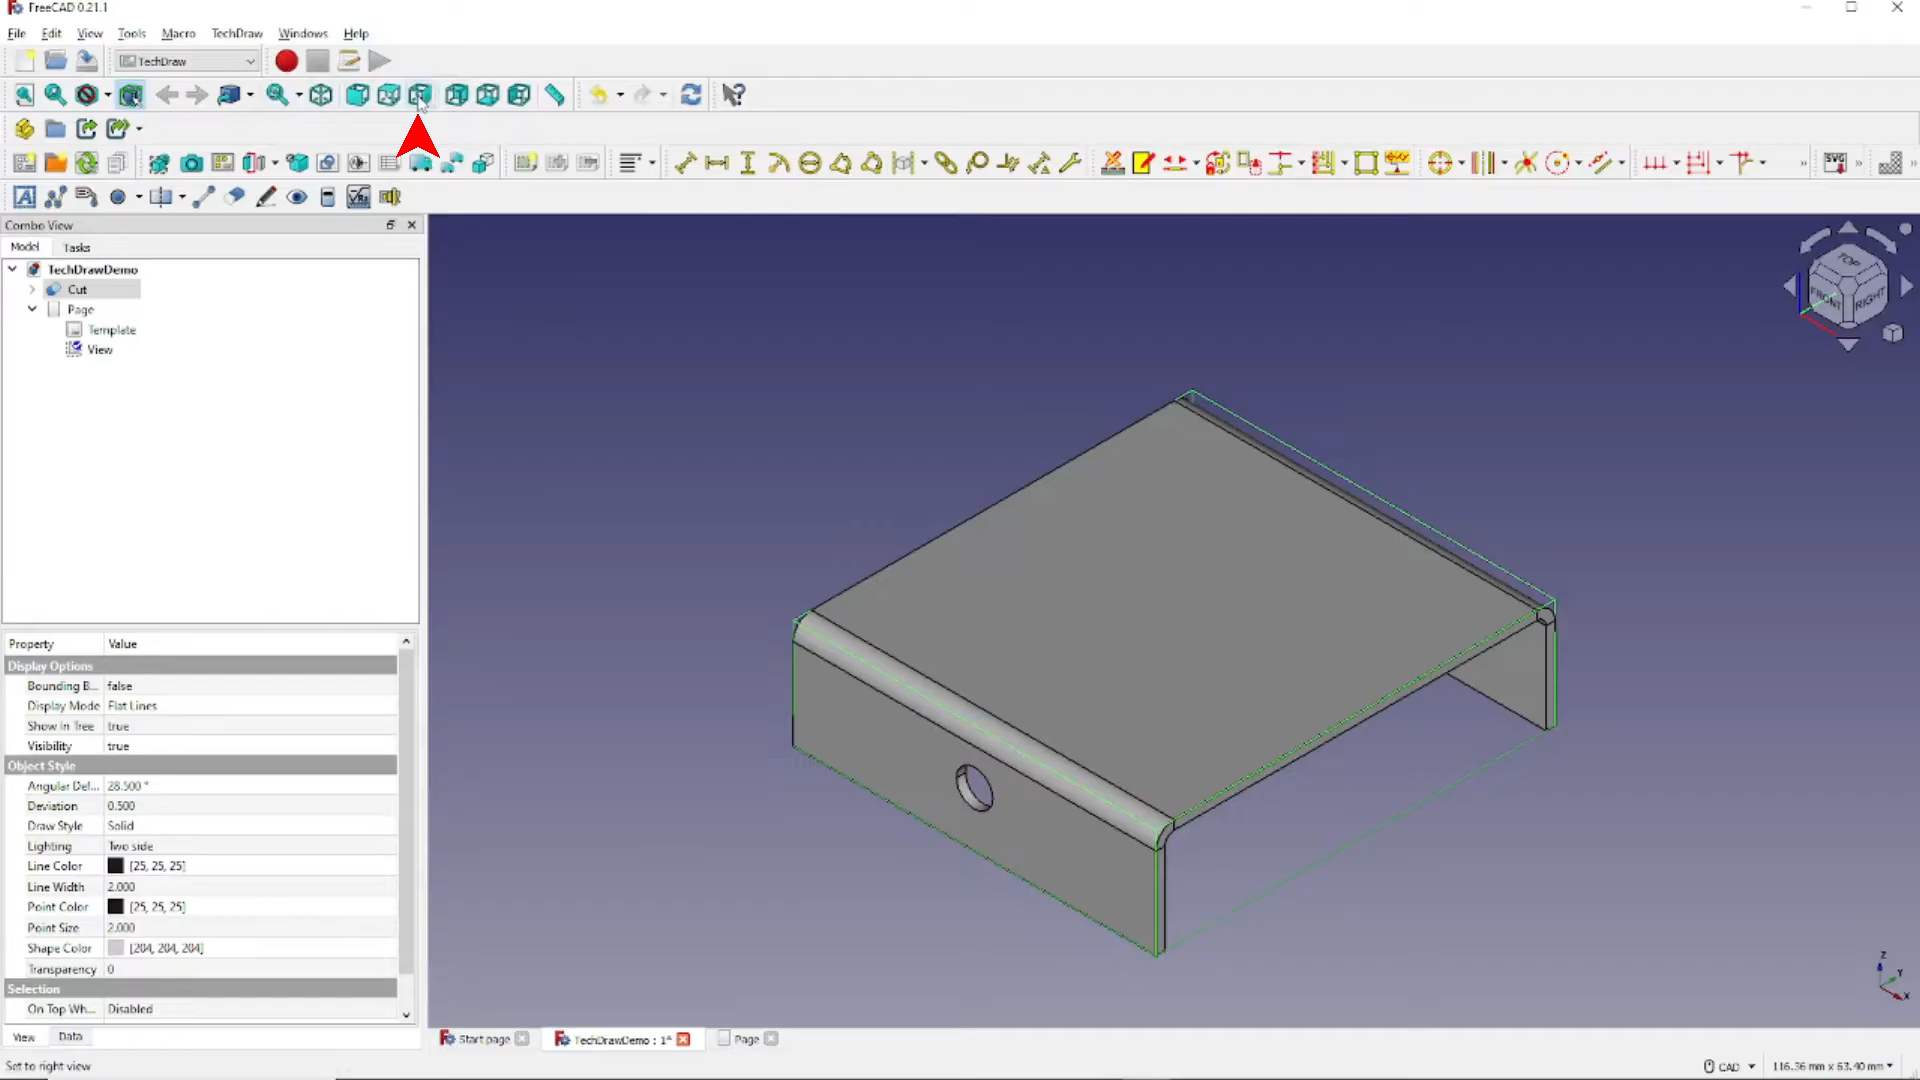 FreeCAD 0.21.1
File Edit View Tools Macro TechDraw Windows Help
TechDraw
Combo View
Model Tasks
TechDrawDemo
Cut
Page
Template
View
TOP
FRONT
RIGHT
Property Value
Display Options
Bounding B... false
Display Mode Flat Lines
Show In Tree true
Visibility true
Object Style
Angular Def... 28.500 °
Deviation 0.500
Draw Style Solid
Lighting Two side
Line Color [25, 25, 25]
Line Width 2.000
Point Color [25, 25, 25]
Point Size 2.000
Shape Color [204, 204, 204]
Transparency 0
Selection
On Top Wh... Disabled
View Data
Start page
TechDrawDemo : 1*
Page
Z
Y
X
Set to right view
CAD
116.36 mm x 63.40 mm